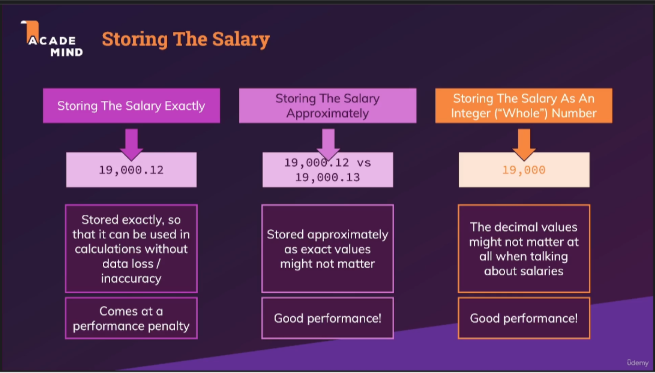 ACADE
MIND
Storing The Salary
Storing The Salary Exactly
19,000.12
Stored exactly, so
that it can be used in
calculations without
data loss /
inaccuracy
Comes at a
performance penalty
Storing The Salary
Approximately
19,000.12 vs
19,000.13
Stored approximately
as exact values
might not matter
Good performance!
Storing The Salary As An
Integer ("Whole") Number
19,000
The decimal values
might not matter at
all when talking
about salaries
Good performance!
ûdemy